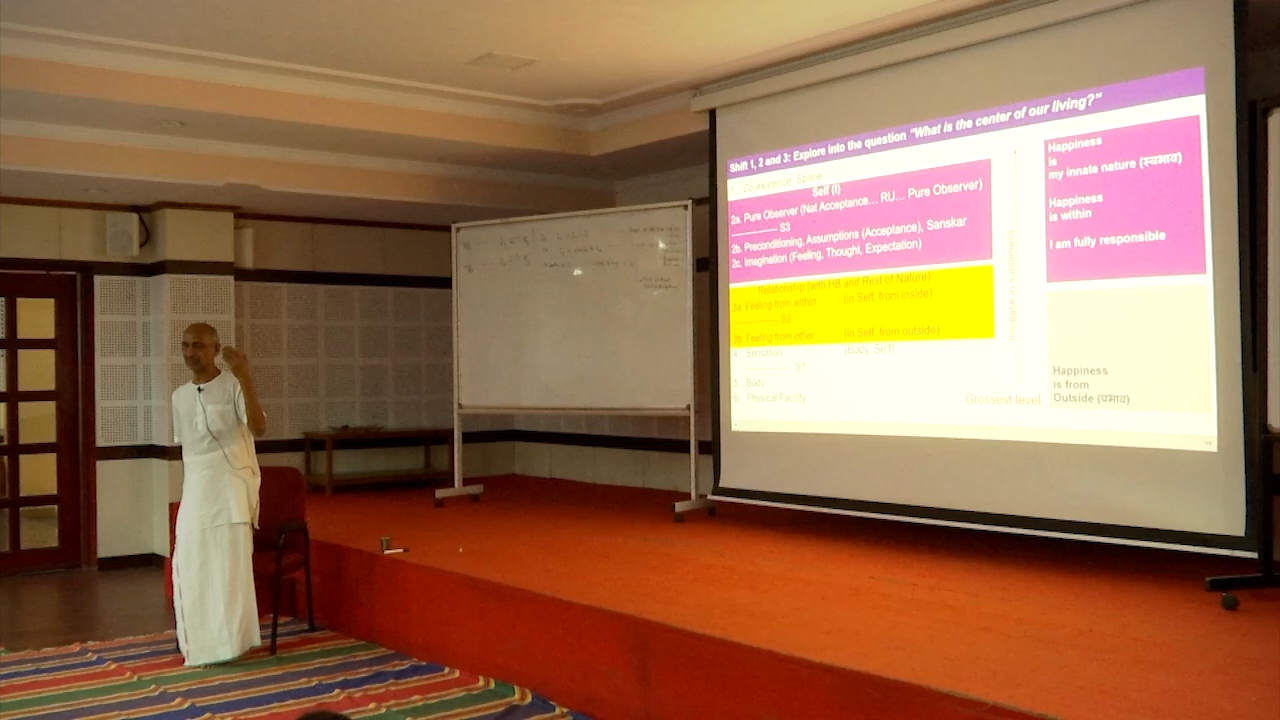 Shift 1, 2 and 3: Explore into the question "What is the center of our living?"
1. Co-existence, Space
Self (I)
2a. Pure Observer (Nat Acceptance… RU… Pure Observer)
---------------- S3
2b. Preconditioning, Assumptions (Acceptance), Sanskar
2c. Imagination (Feeling, Thought, Expectation)
Relationship (with HB and Rest of Nature)
3a. Feeling from within (in Self, from inside)
---------------- S2
3b. Feeling from other (in Self, from outside)
4. Sensation (Body, Self)
---------------- S1
5. Body
6. Physical Facility
Grossest level
Happiness
is
my innate nature (स्वभाव)
Happiness
is within
I am fully responsible
Happiness
is from
Outside (प्रभाव)